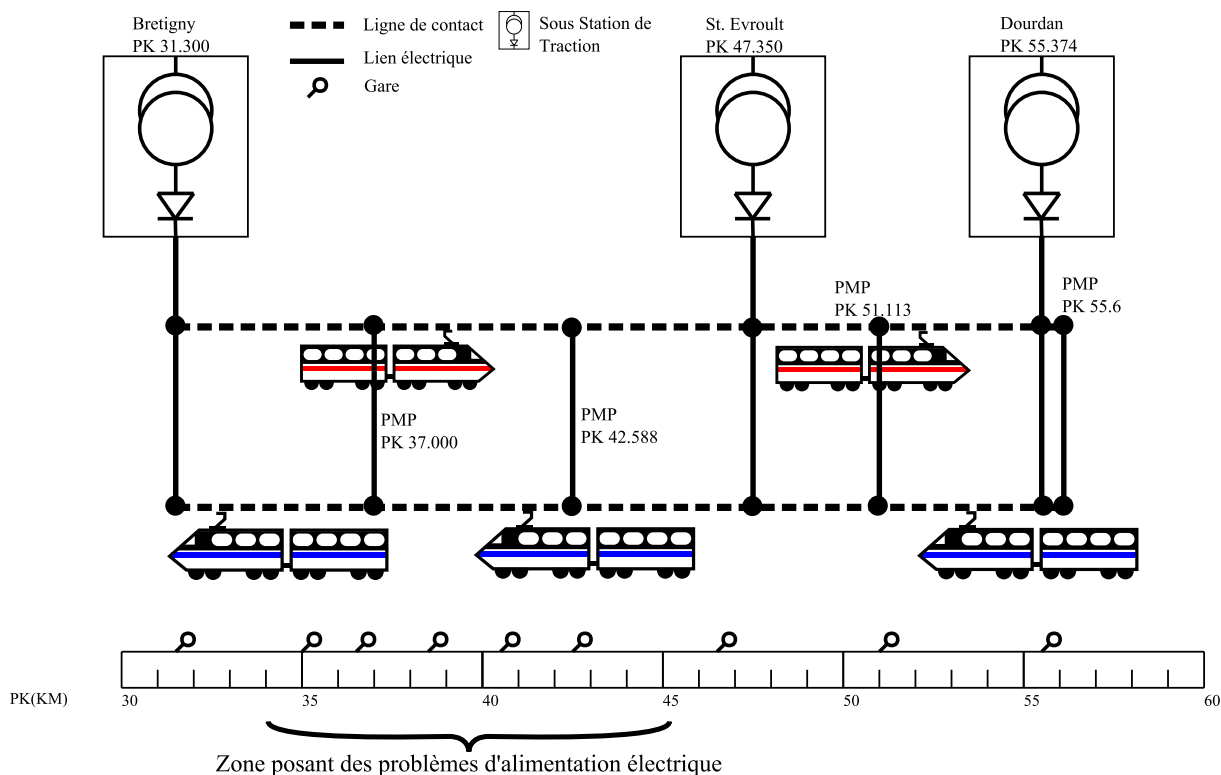 Bretigny
PK 31.300
Ligne de contact
Lien électrique
Gare
Sous Station de
Traction
St. Evroult
PK 47.350
Dourdan
PK 55.374
PMP
PK 51.113
PMP
PK 55.6
PMP
PK 37.000
PMP
PK 42.588
PK(KM)
30 35 40 45 50 55 60
Zone posant des problèmes d'alimentation électrique